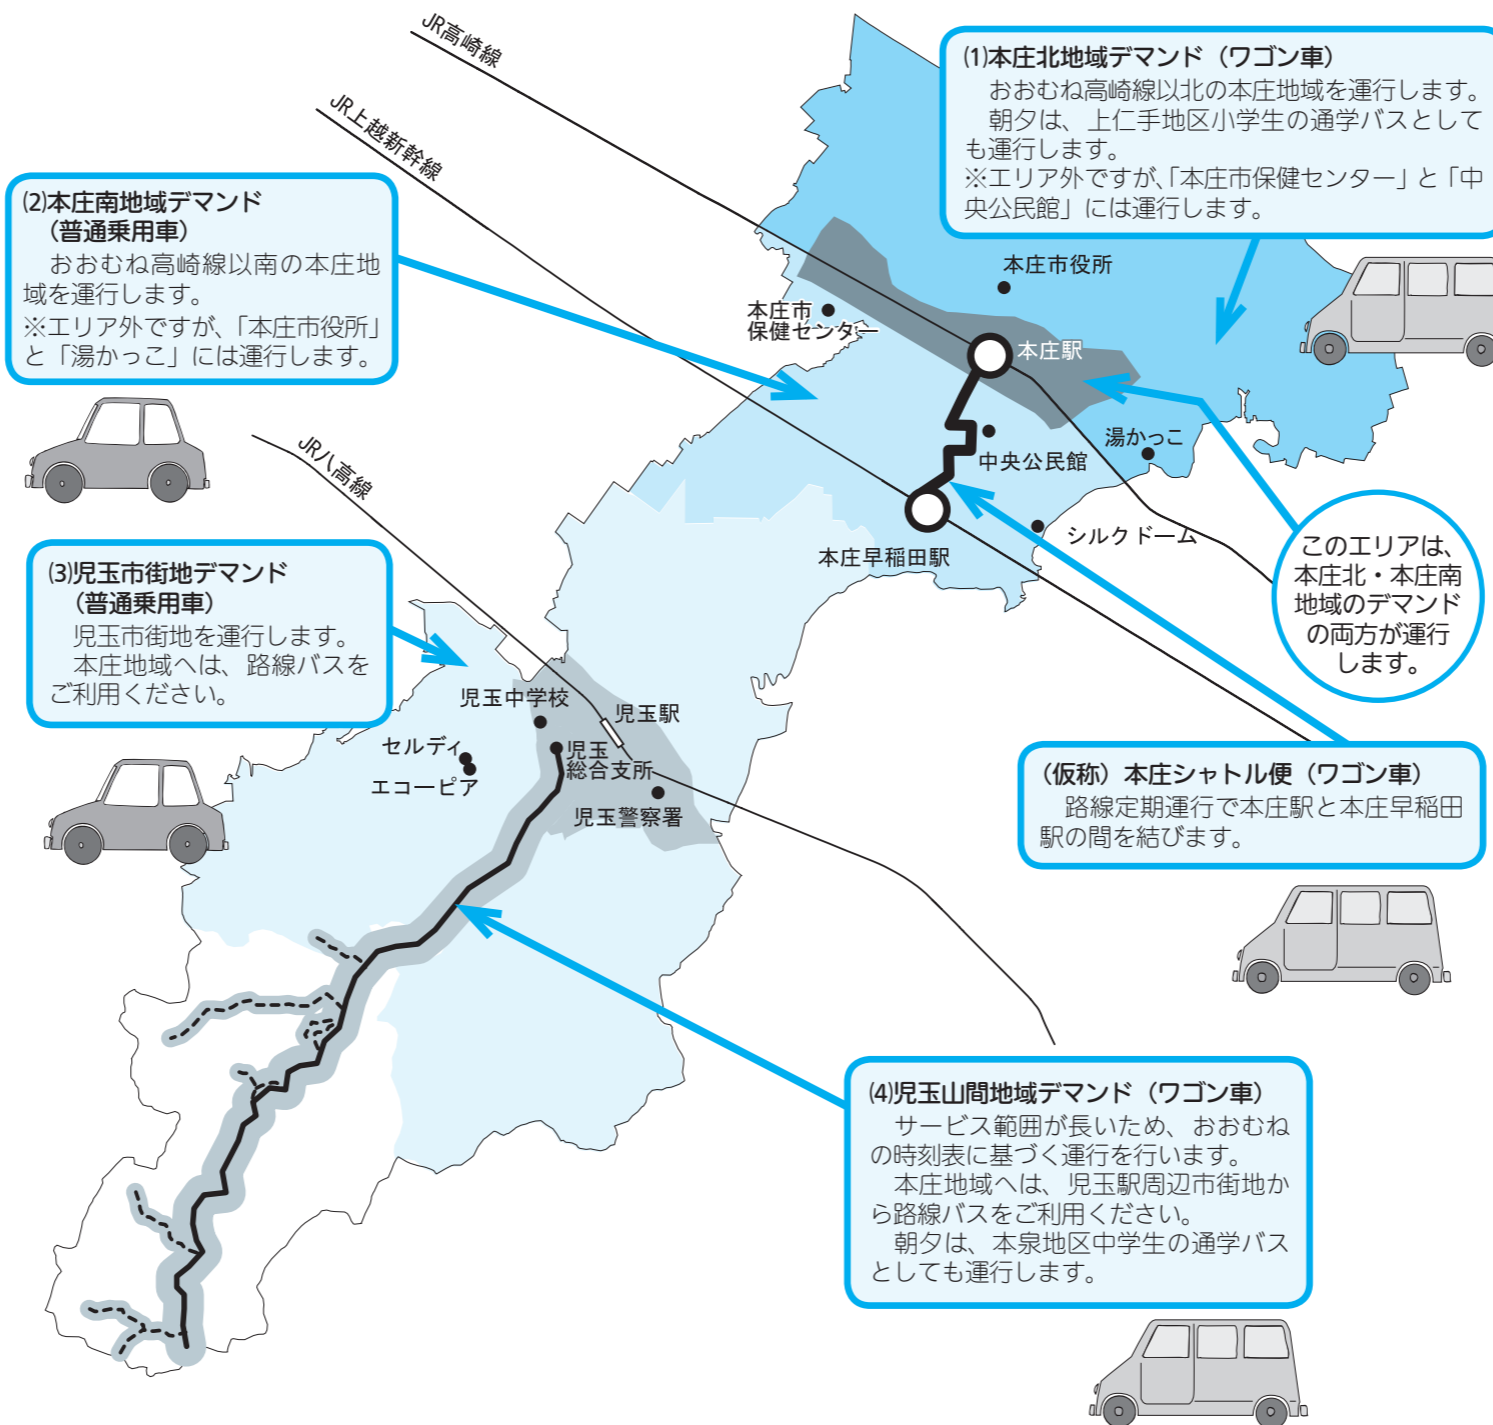 JR高崎線
JR上越新幹線
⑴本庄北地域デマンド（ワゴン車）
おおむね高崎線以北の本庄地域を運行します。
朝夕は、上仁手地区小学生の通学バスとして
も運行します。
※エリア外ですが、「本庄市保健センター」と「中
央公民館」には運行します。
⑵本庄南地域デマンド
（普通乗用車）
おおむね高崎線以南の本庄地
域を運行します。
※エリア外ですが、「本庄市役所」
と「湯かっこ」には運行します。
本庄市役所
本庄市
保健センター
本庄駅
中央公民館
湯かっこ
シルクドーム
本庄早稲田駅
JR八高線
このエリアは、
本庄北・本庄南
地域のデマンド
の両方が運行
します。
⑶児玉市街地デマンド
（普通乗用車）
児玉市街地を運行します。
本庄地域へは、路線バスを
ご利用ください。
児玉中学校
児玉駅
セルディ
エコーピア
児玉
総合支所
児玉警察署
（仮称）本庄シャトル便（ワゴン車）
路線定期運行で本庄駅と本庄早稲田
駅の間を結びます。
⑷児玉山間地域デマンド（ワゴン車）
サービス範囲が長いため、おおむね
の時刻表に基づく運行を行います。
本庄地域へは、児玉駅周辺市街地か
ら路線バスをご利用ください。
朝夕は、本泉地区中学生の通学バス
としても運行します。